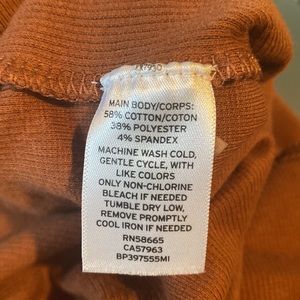 MAIN BODY/CORPS:
58% COTTON/COTON
38% POLYESTER
4% SPANDEX
MACHINE WASH COLD,
GENTLE CYCLE, WITH
LIKE COLORS
ONLY NON-CHLORINE
BLEACH IF NEEDED
TUMBLE DRY LOW,
REMOVE PROMPTLY
COOL IRON IF NEEDED
RN58665
CA57963
BP397555MI